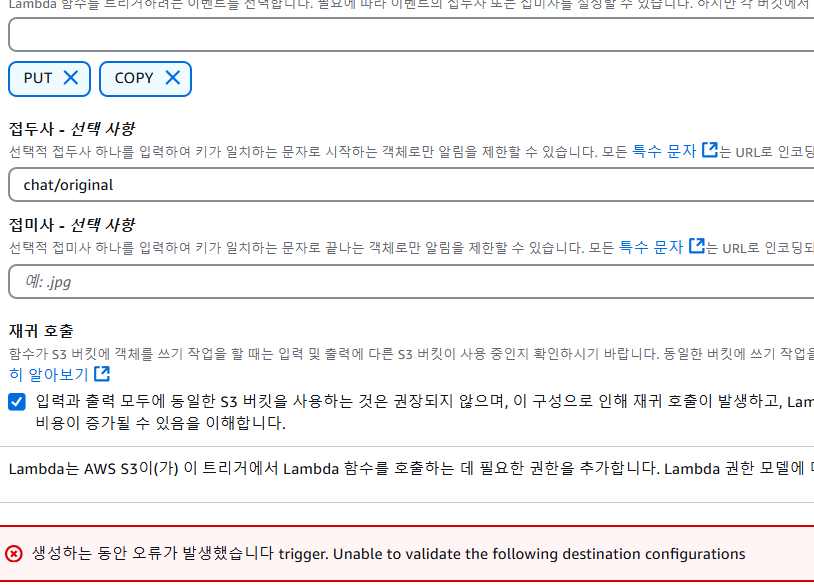 Lambda 함수를 트리거하려는 이벤트를 선택합니다. 필요에 따라 이벤트의 접두사 또는 접미사를 설정할 수 있습니다. 하지만 각 버킷에서
PUT COPY
접두사 - 선택 사항
선택적 접두사 하나를 입력하여 키가 일치하는 문자로 시작하는 객체로만 알림을 제한할 수 있습니다. 모든 특수 문자 는 URL로 인코딩
chat/original
접미사 - 선택 사항
선택적 접미사 하나를 입력하여 키가 일치하는 문자로 끝나는 객체로만 알림을 제한할 수 있습니다. 모든 특수 문자 는 URL로 인코딩되
예: .jpg
재귀 호출
함수가 S3 버킷에 객체를 쓰기 작업을 할 때는 입력 및 출력에 다른 S3 버킷이 사용 중인지 확인하시기 바랍니다. 동일한 버킷에 쓰기 작업을
히 알아보기
입력과 출력 모두에 동일한 S3 버킷을 사용하는 것은 권장되지 않으며, 이 구성으로 인해 재귀 호출이 발생하고, Lam
비용이 증가될 수 있음을 이해합니다.
Lambda는 AWS S3이(가) 이 트리거에서 Lambda 함수를 호출하는 데 필요한 권한을 추가합니다. Lambda 권한 모델에
생성하는 동안 오류가 발생했습니다 trigger. Unable to validate the following destination configurations